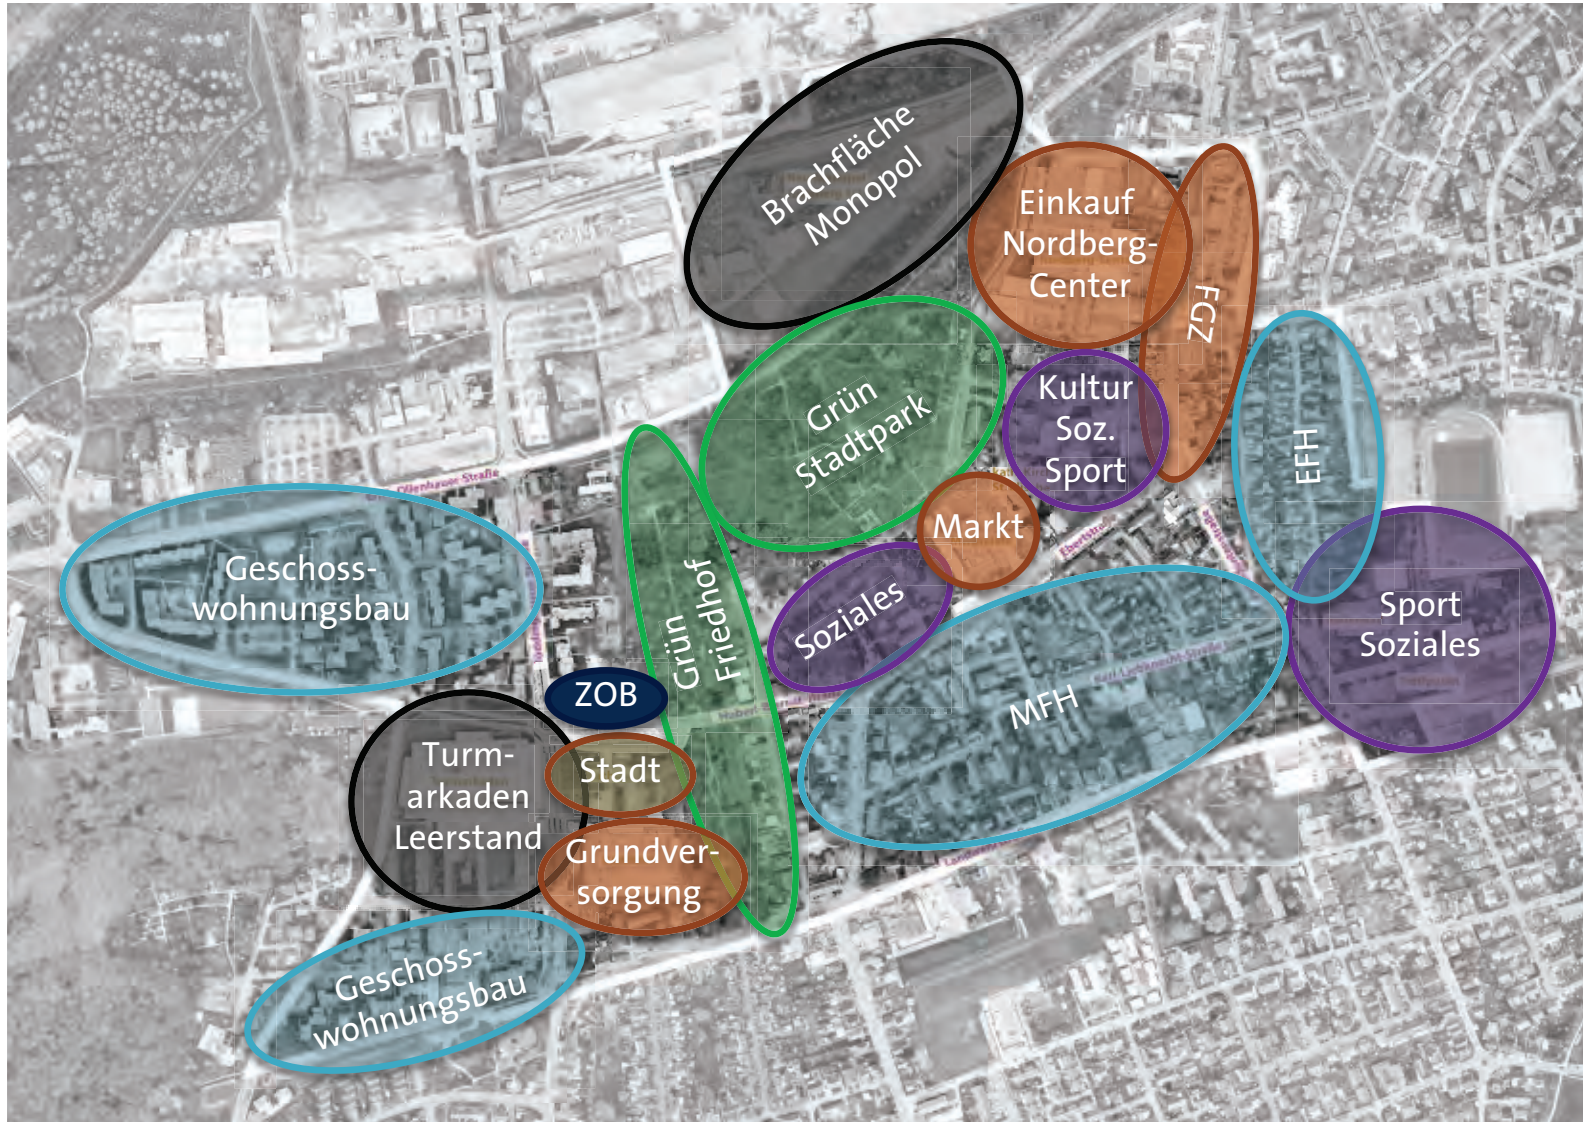 Brachfläche
Monopol
Einkauf
Nordberg-
Center
FGZ
Grün
Stadtpark
Kultur
Soz.
Sport
EFH
Markt
Ebertstraße
Geschoss-
wohnungsbau
Grün
Friedhof
Soziales
Sport
Soziales
MFH
ZOB
Turm-
arkaden
Leerstand
Stadt
Grundver-
sorgung
Geschoss-
wohnungsbau